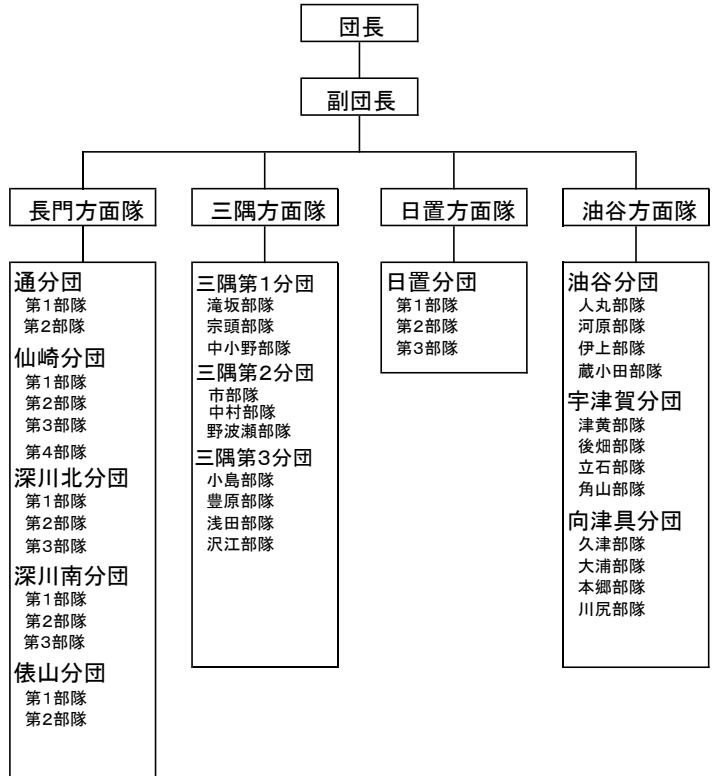 団長
副団長
長門方面隊
三隅方面隊
日置方面隊
油谷方面隊
通分団
第1部隊
第2部隊
仙崎分団
第1部隊
第2部隊
第3部隊
第4部隊
深川北分団
第1部隊
第2部隊
第3部隊
深川南分団
第1部隊
第2部隊
第3部隊
俵山分団
第1部隊
第2部隊
三隅第1分団
滝坂部隊
宗頭部隊
中小野部隊
三隅第2分団
市部隊
中村部隊
野波瀬部隊
三隅第3分団
小島部隊
豊原部隊
浅田部隊
沢江部隊
日置分団
第1部隊
第2部隊
第3部隊
油谷分団
人丸部隊
河原部隊
伊上部隊
蔵小田部隊
宇津賀分団
津黄部隊
後畑部隊
立石部隊
角山部隊
向津具分団
久津部隊
大浦部隊
本郷部隊
川尻部隊